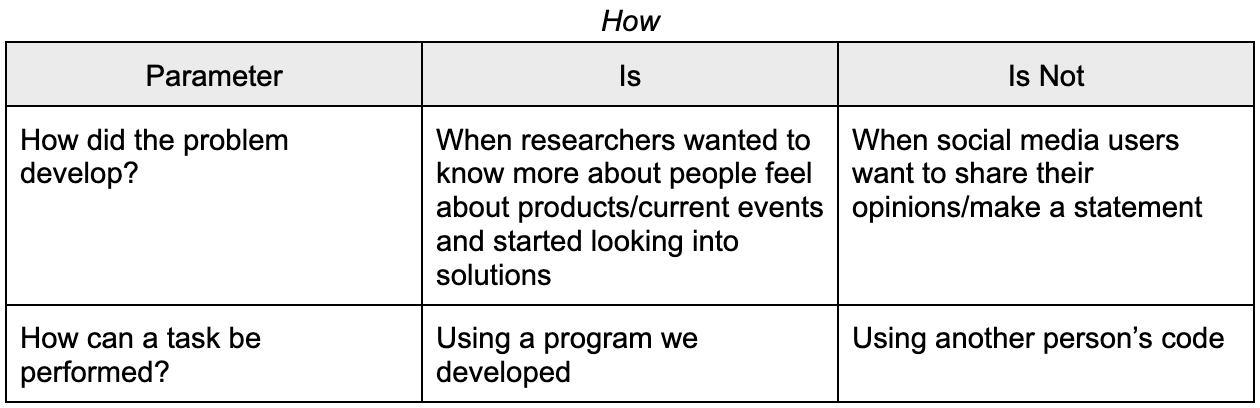 How
Parameter
Is
Is Not
How did the problem
develop?
When researchers wanted to
know more about people feel
about products/current events
and started looking into
solutions
When social media users
want to share their
opinions/make a statement
How can a task be
performed?
Using a program we
developed
Using another person’s code